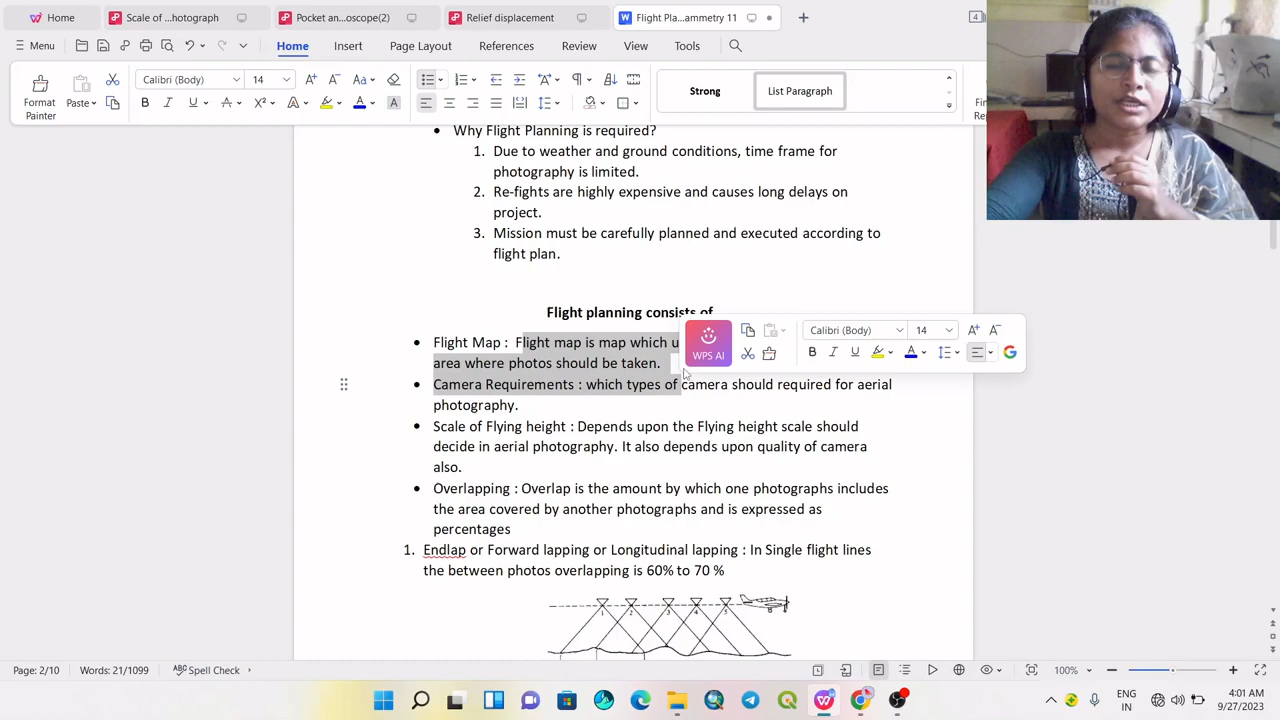 Home
Scale of ...hotograph
Pocket an...oscope(2)
Relief displacement
Flight Pla...ammetry 11
4
Menu
Home
Insert
Page Layout
References
Review
View
Tools
Format
Painter
Paste
Calibri (Body)
14
Strong
List Paragraph
Fin
Rep
Why Flight Planning is required?
1. Due to weather and ground conditions, time frame for
photography is limited.
2. Re-fights are highly expensive and causes long delays on
project.
3. Mission must be carefully planned and executed according to
flight plan.
Flight planning consists of
WPS AI
Calibri (Body)
14
• Flight Map : Flight map is map which u
area where photos should be taken.
• Camera Requirements : which types of camera should required for aerial
photography.
• Scale of Flying height : Depends upon the Flying height scale should
decide in aerial photography. It also depends upon quality of camera
also.
• Overlapping : Overlap is the amount by which one photographs includes
the area covered by another photographs and is expressed as
percentages
1. Endlap or Forward lapping or Longitudinal lapping : In Single flight lines
the between photos overlapping is 60% to 70 %
1 2 3 4 5
Page: 2/10
Words: 21/1099
Spell Check
100%
ENG
IN
4:01 AM
9/27/2023